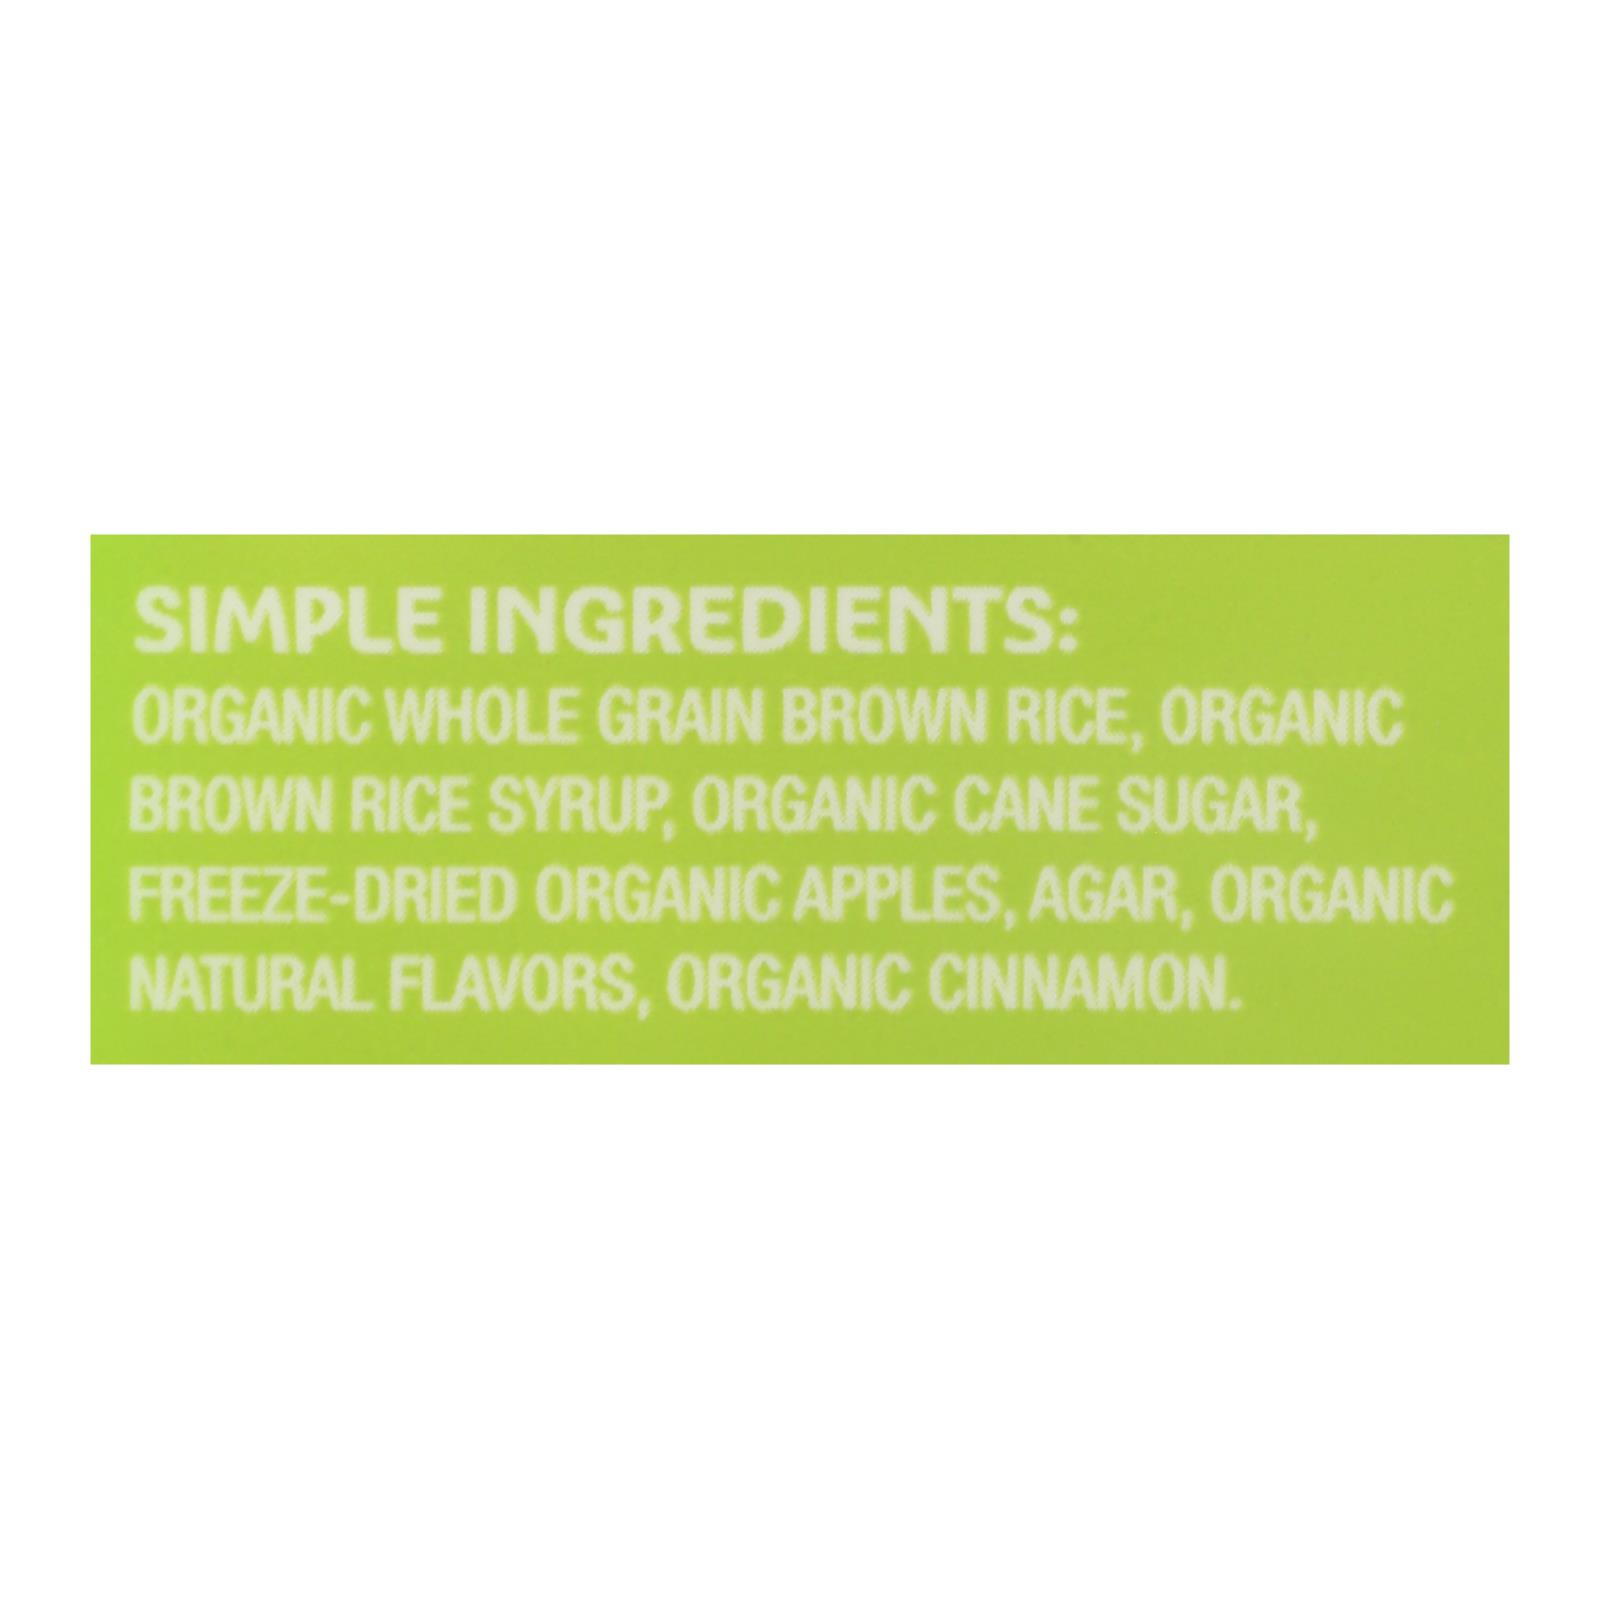 SIMPLE INGREDIENTS:
ORGANIC WHOLE GRAIN BROWN RICE, ORGANIC
BROWN RICE SYRUP, ORGANIC CANE SUGAR,
FREEZE-DRIED ORGANIC APPLES, AGAR, ORGANIC
NATURAL FLAVORS, ORGANIC CINNAMON.